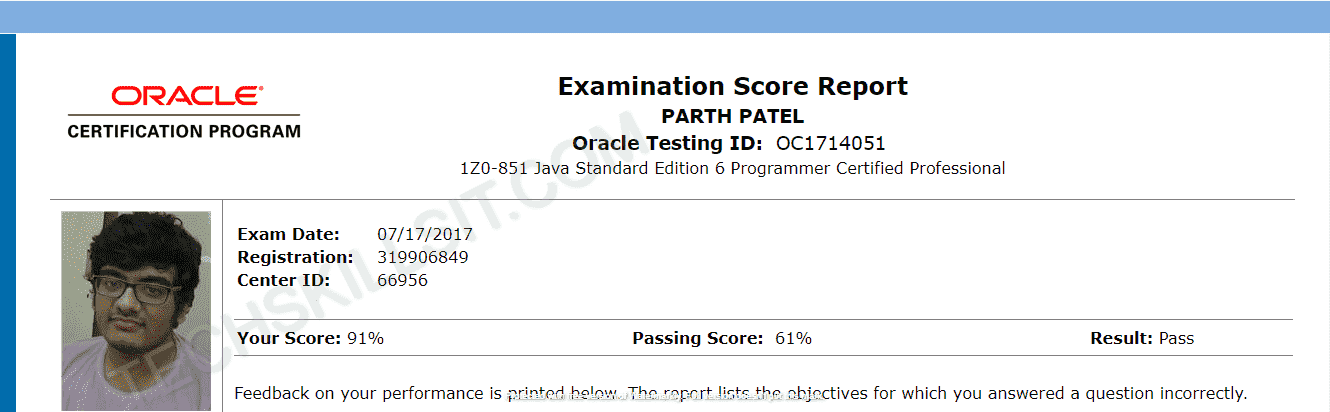 ORACLE
CERTIFICATION PROGRAM
Examination Score Report
PARTH PATEL
Oracle Testing ID: OC1714051
1Z0-851 Java Standard Edition 6 Programmer Certified Professional
Exam Date: 07/17/2017
Registration: 319906849
Center ID: 66956
Your Score: 91% Passing Score: 61% Result: Pass
Feedback on your performance is printed below. The report lists the objectives for which you answered a question incorrectly.
TECHSKILLSIT.COM